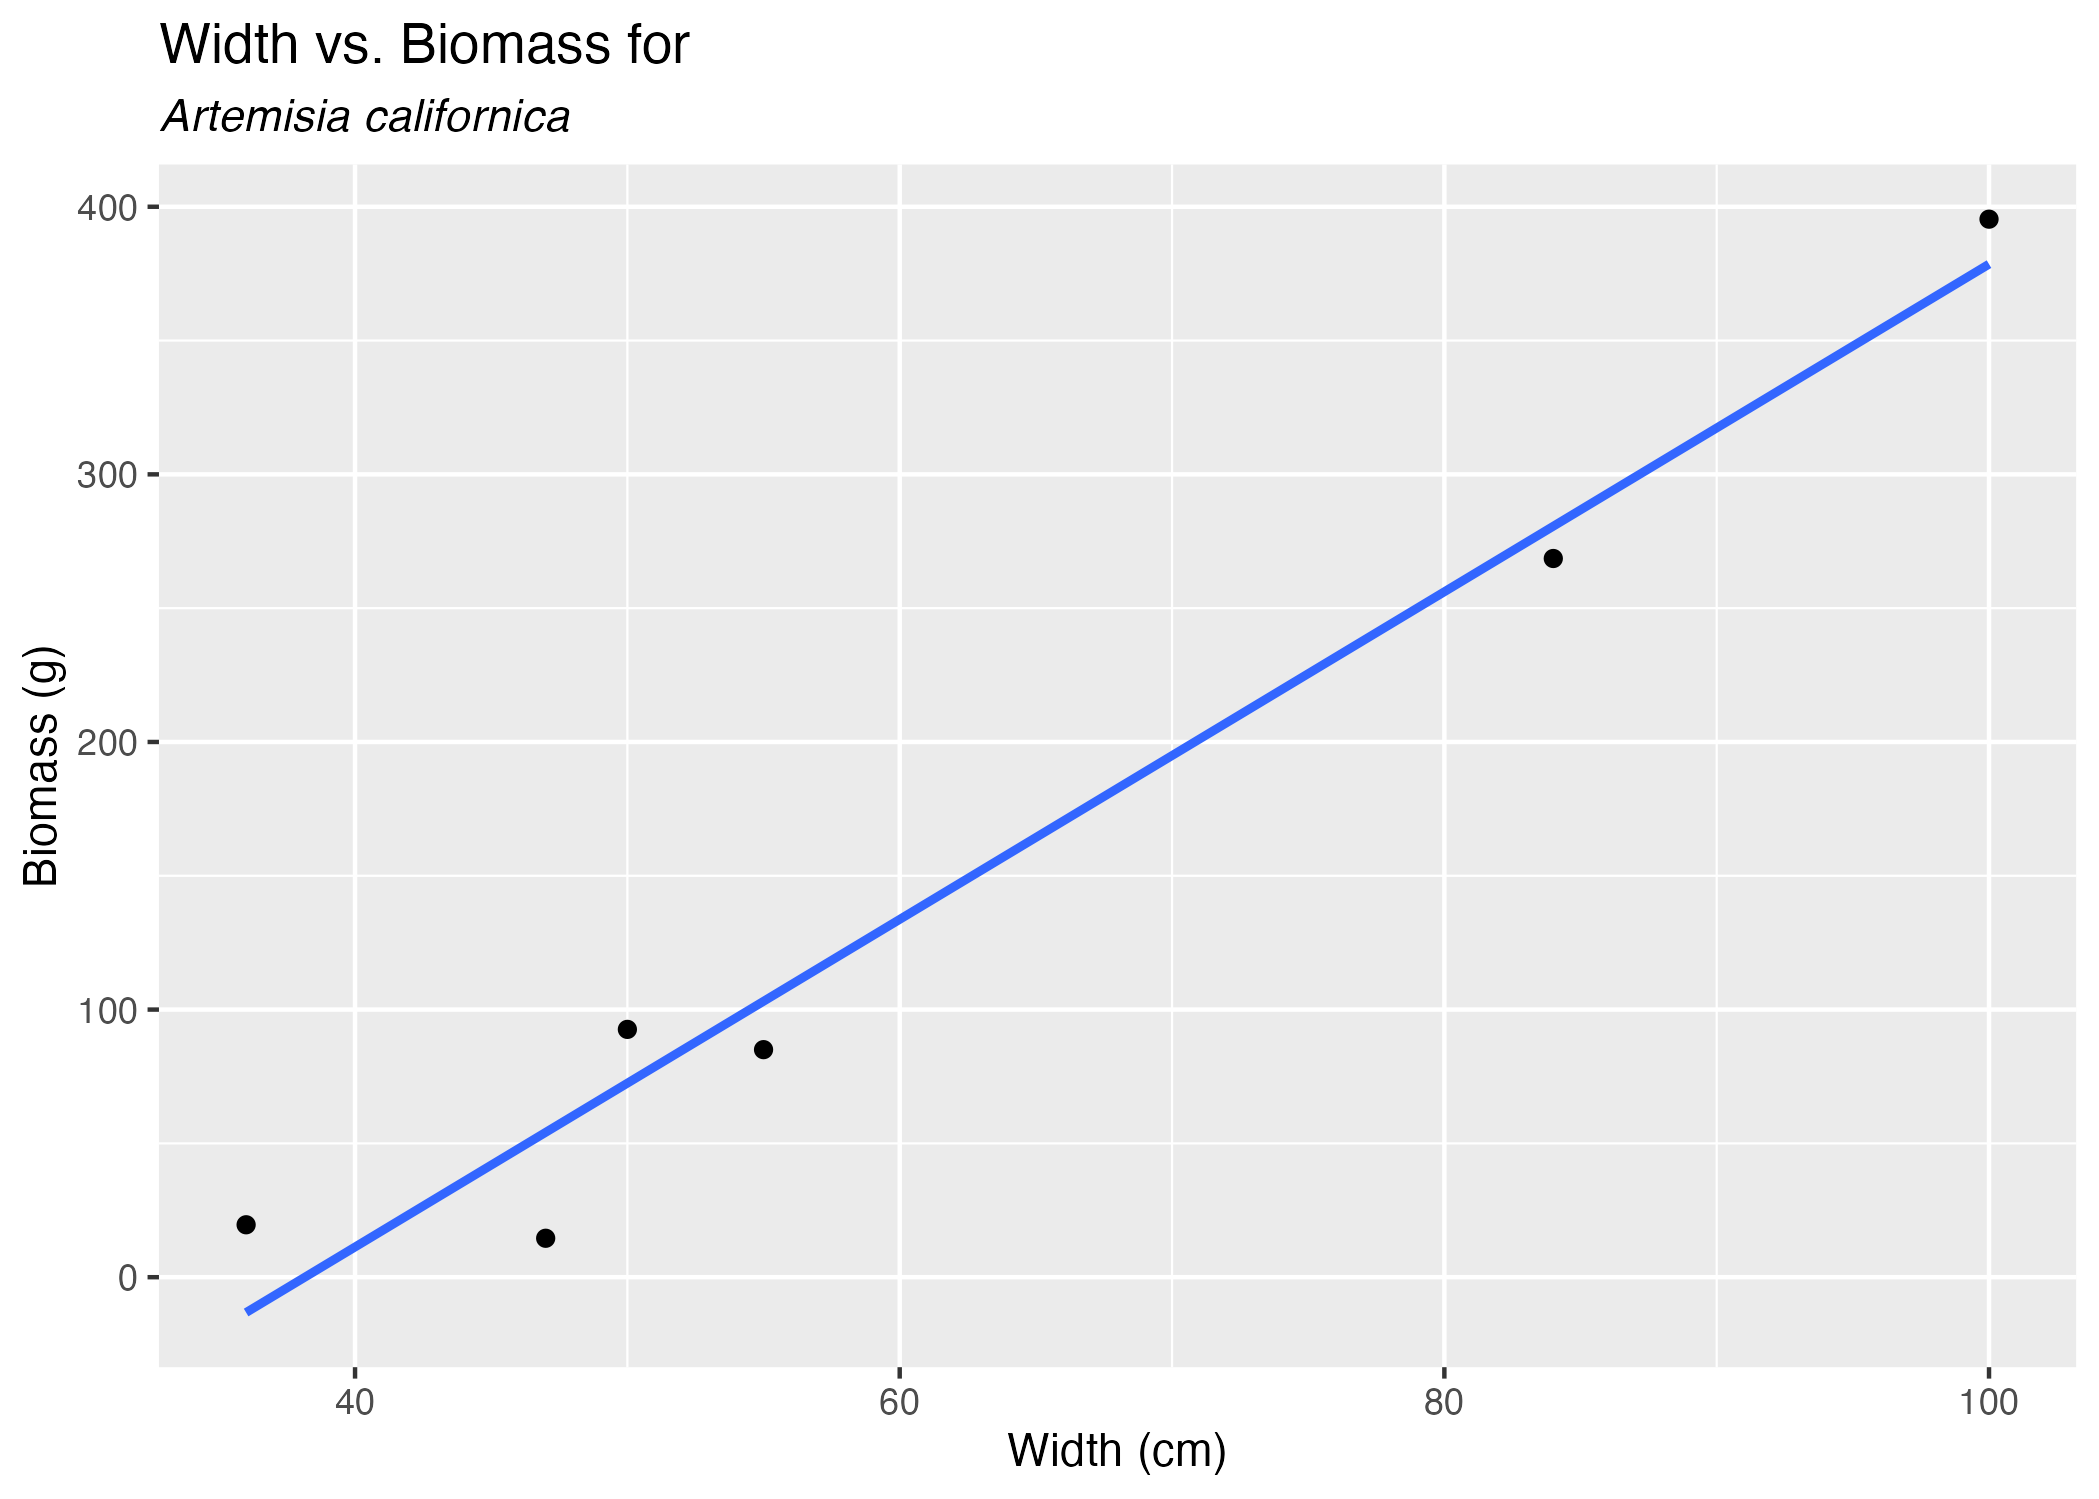 Width vs. Biomass for
Artemisia californica
400
300
200
100
0
Biomass (g)
40 60 80 100
Width (cm)